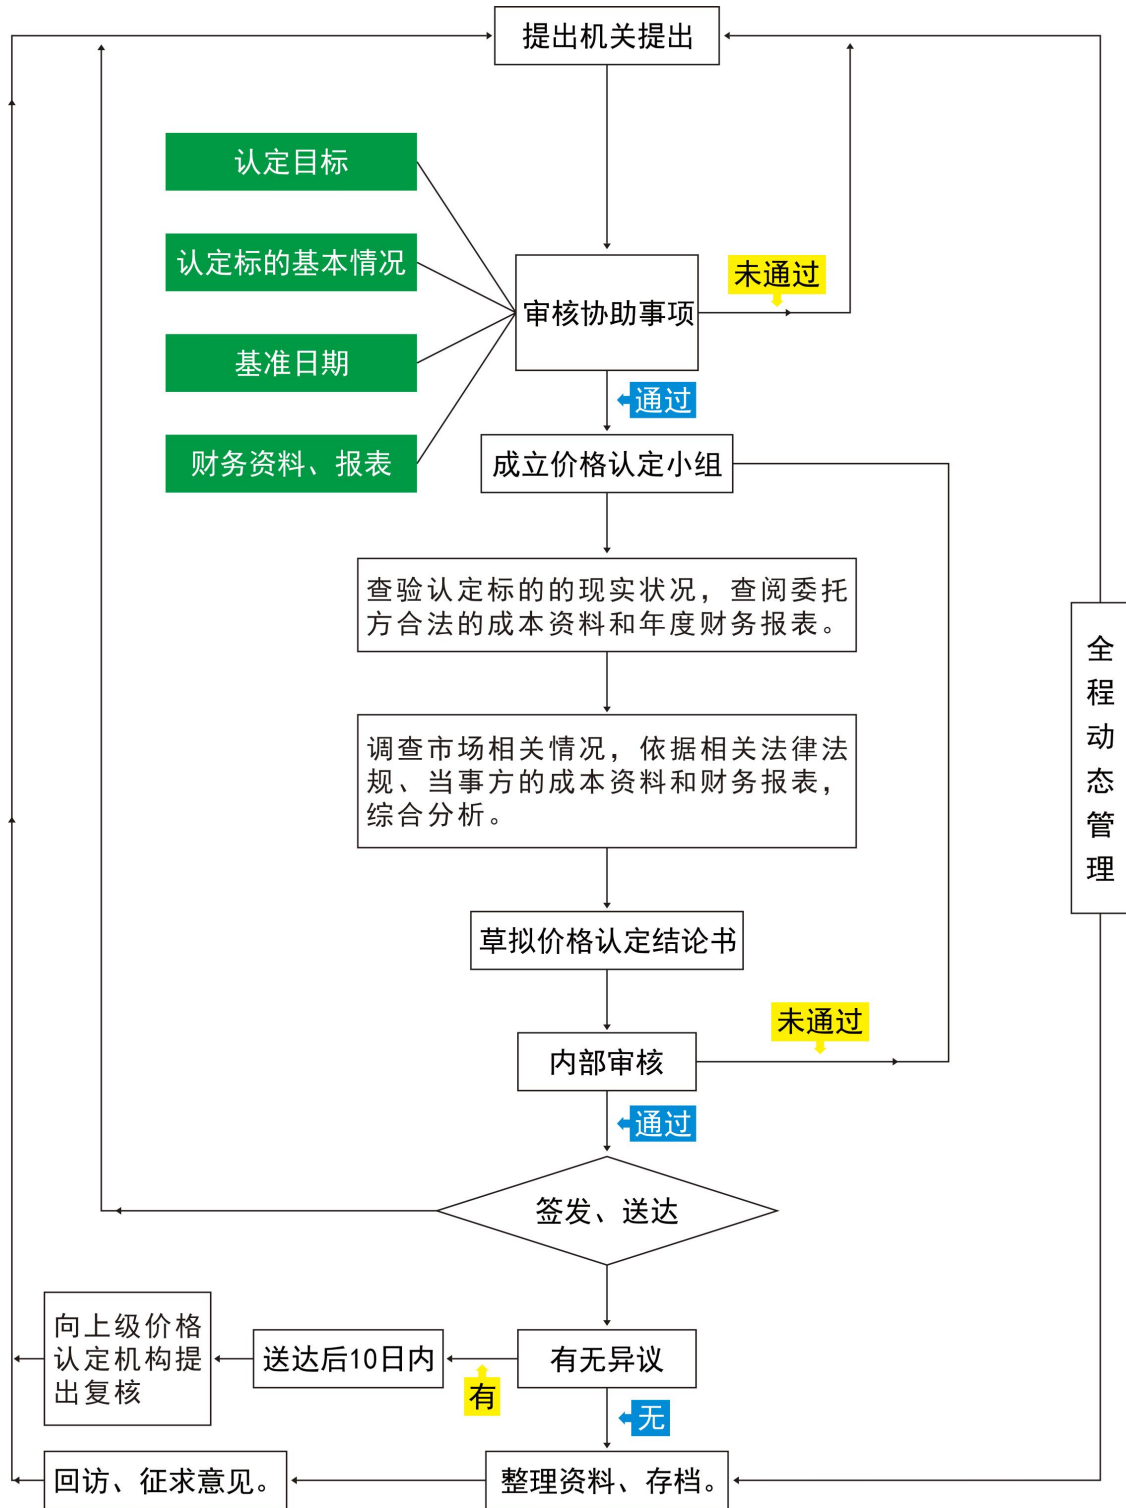 提出机关提出
认定目标
认定标的基本情况
基准日期
财务资料、报表
审核协助事项
未通过
通过
成立价格认定小组
查验认定标的的现实状况，查阅委托
方合法的成本资料和年度财务报表。
调查市场相关情况，依据相关法律法
规、当事方的成本资料和财务报表，
综合分析。
全
程
动
态
管
理
草拟价格认定结论书
内部审核
未通过
通过
签发、送达
有无异议
有
送达后10日内
向上级价格
认定机构提
出复核
无
整理资料、存档。
回访、征求意见。